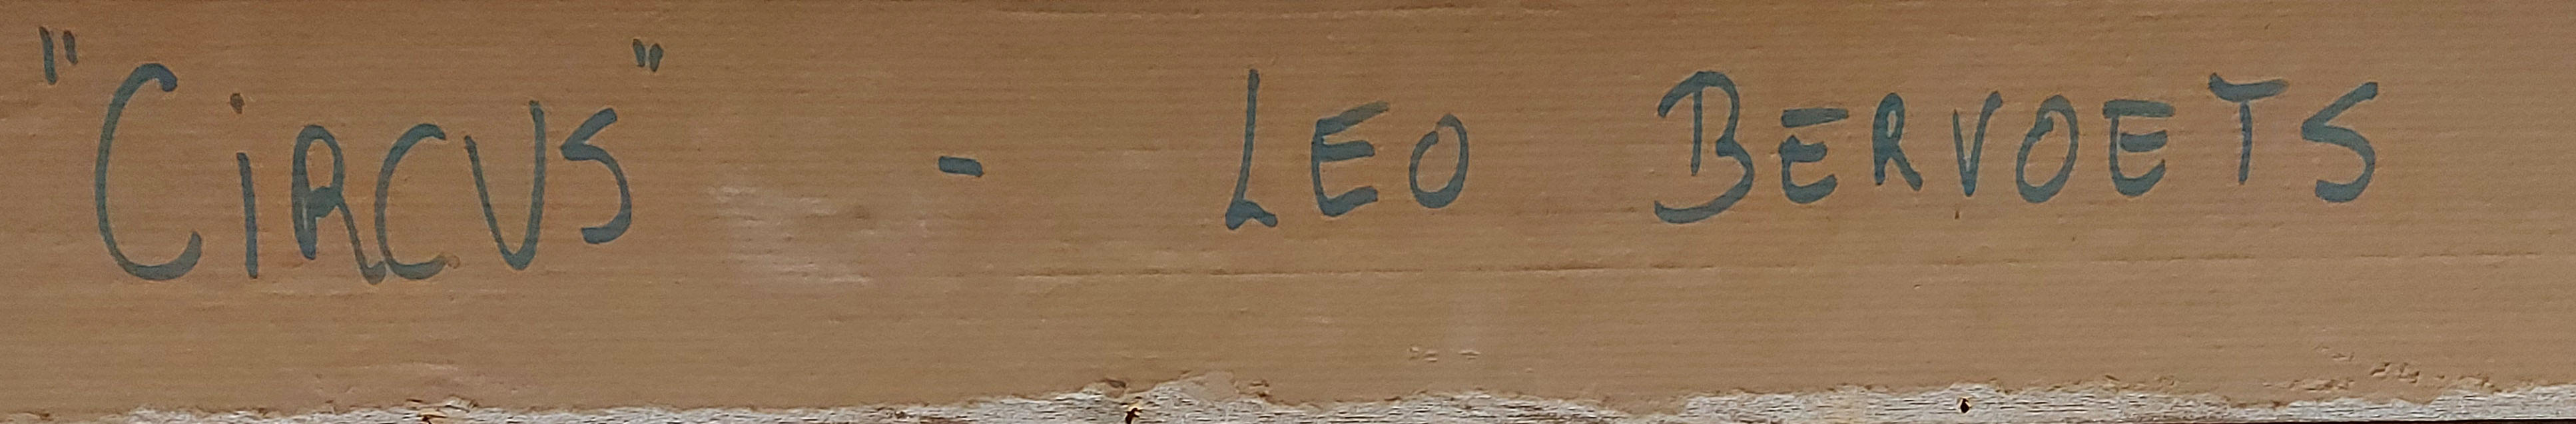 "CiRCUS" - LEO BERVOETS